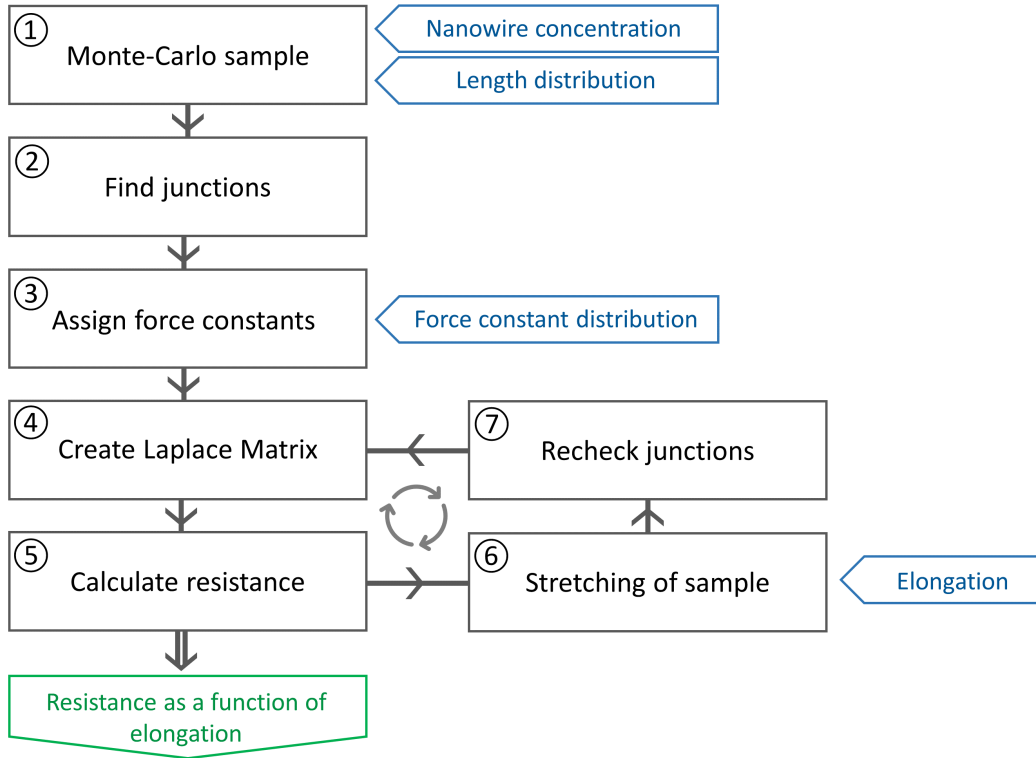 ①
Monte-Carlo sample
Nanowire concentration
Length distribution
②
Find junctions
③
Assign force constants
Force constant distribution
④
Create Laplace Matrix
⑦
Recheck junctions
⑤
Calculate resistance
⑥
Stretching of sample
Elongation
Resistance as a function of
elongation